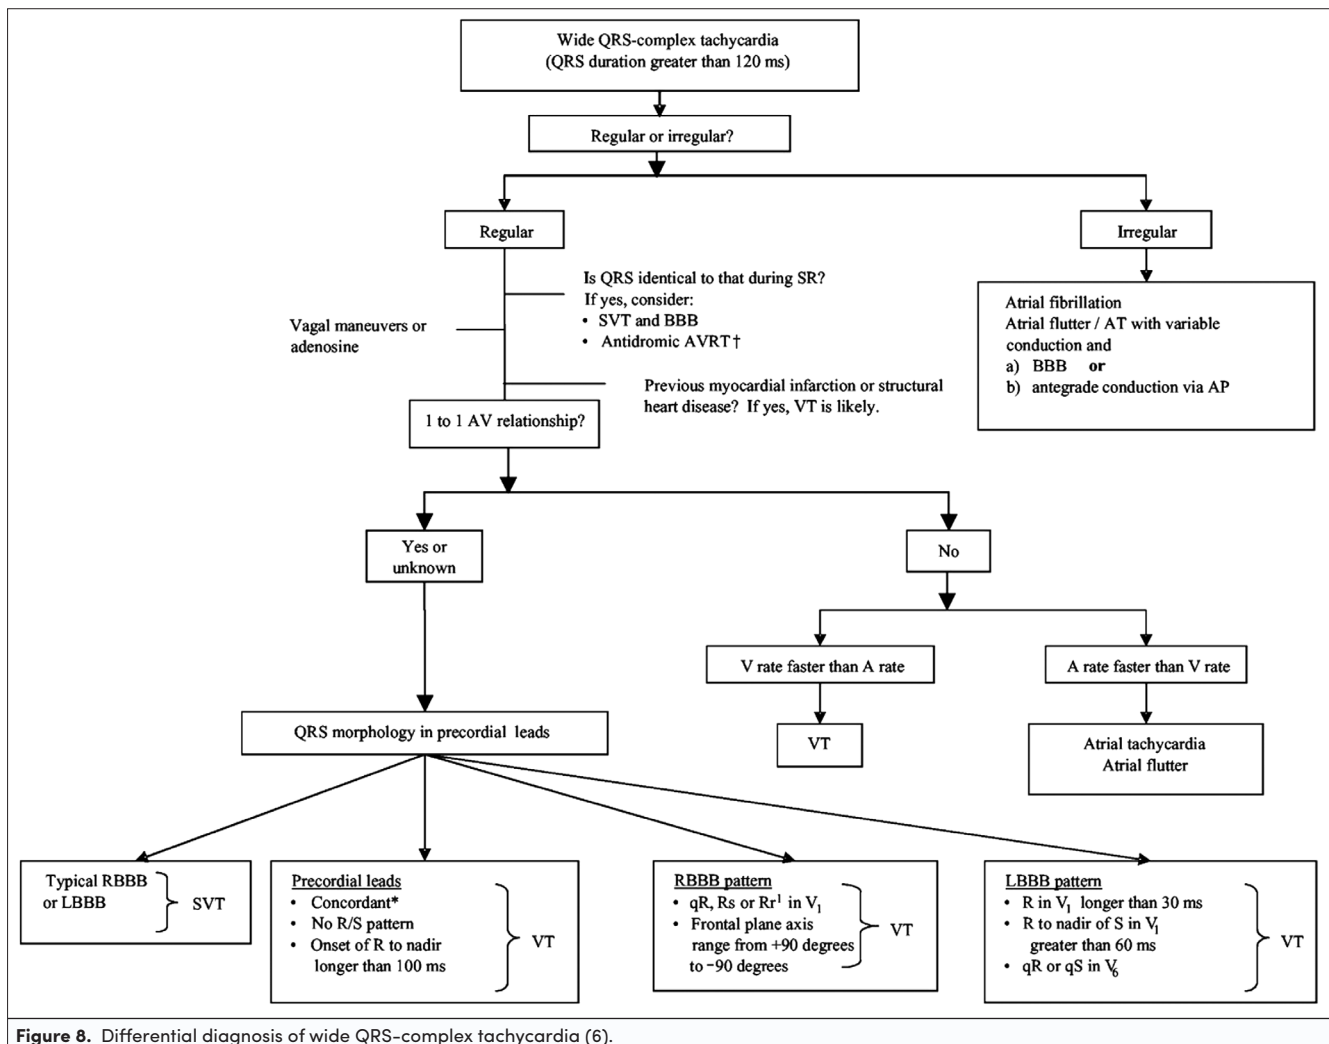 Wide QRS-complex tachycardia
(QRS duration greater than 120 ms)
Regular or irregular?
Regular
Irregular
Is QRS identical to that during SR?
If yes, consider:
• SVT and BBB
• Antidromic AVRT†
Vagal maneuvers or
adenosine
Previous myocardial infarction or structural
heart disease? If yes, VT is likely.
Atrial fibrillation
Atrial flutter / AT with variable
conduction and
a) BBB or
b) antegrade conduction via AP
1 to 1 AV relationship?
Yes or
unknown
No
V rate faster than A rate
A rate faster than V rate
QRS morphology in precordial leads
VT
Atrial tachycardia
Atrial flutter
Typical RBBB
or LBBB
SVT
Precordial leads
• Concordant*
• No R/S pattern
• Onset of R to nadir
longer than 100 ms
VT
RBBB pattern
• qR, Rs or Rr¹ in V₁
• Frontal plane axis
range from +90 degrees
to −90 degrees
VT
LBBB pattern
• R in V₁ longer than 30 ms
• R to nadir of S in V₁
greater than 60 ms
• qR or qS in V₆
VT
Figure 8. Differential diagnosis of wide QRS-complex tachycardia (6).